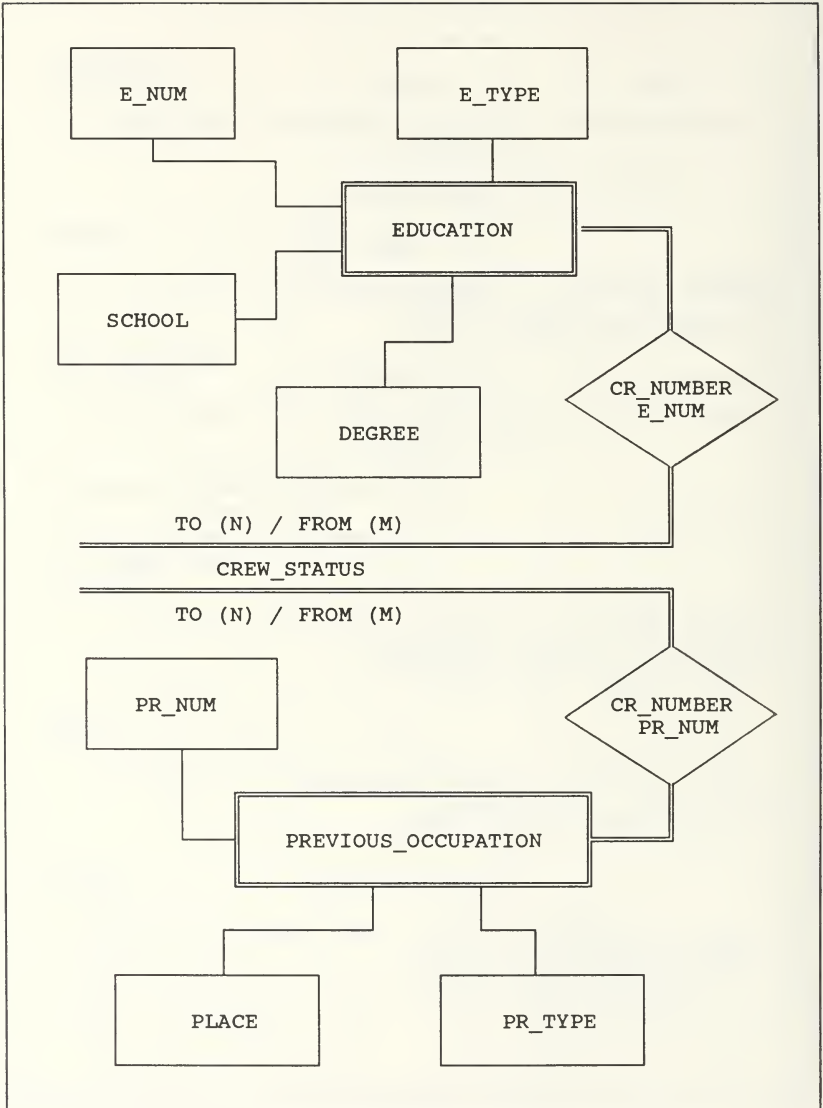 E_NUM
E_TYPE
EDUCATION
SCHOOL
CR_NUMBER
E_NUM
DEGREE
TO (N) / FROM (M)
CREW_STATUS
TO (N) / FROM (M)
PR_NUM
CR_NUMBER
PR_NUM
PREVIOUS_OCCUPATION
PLACE
PR_TYPE